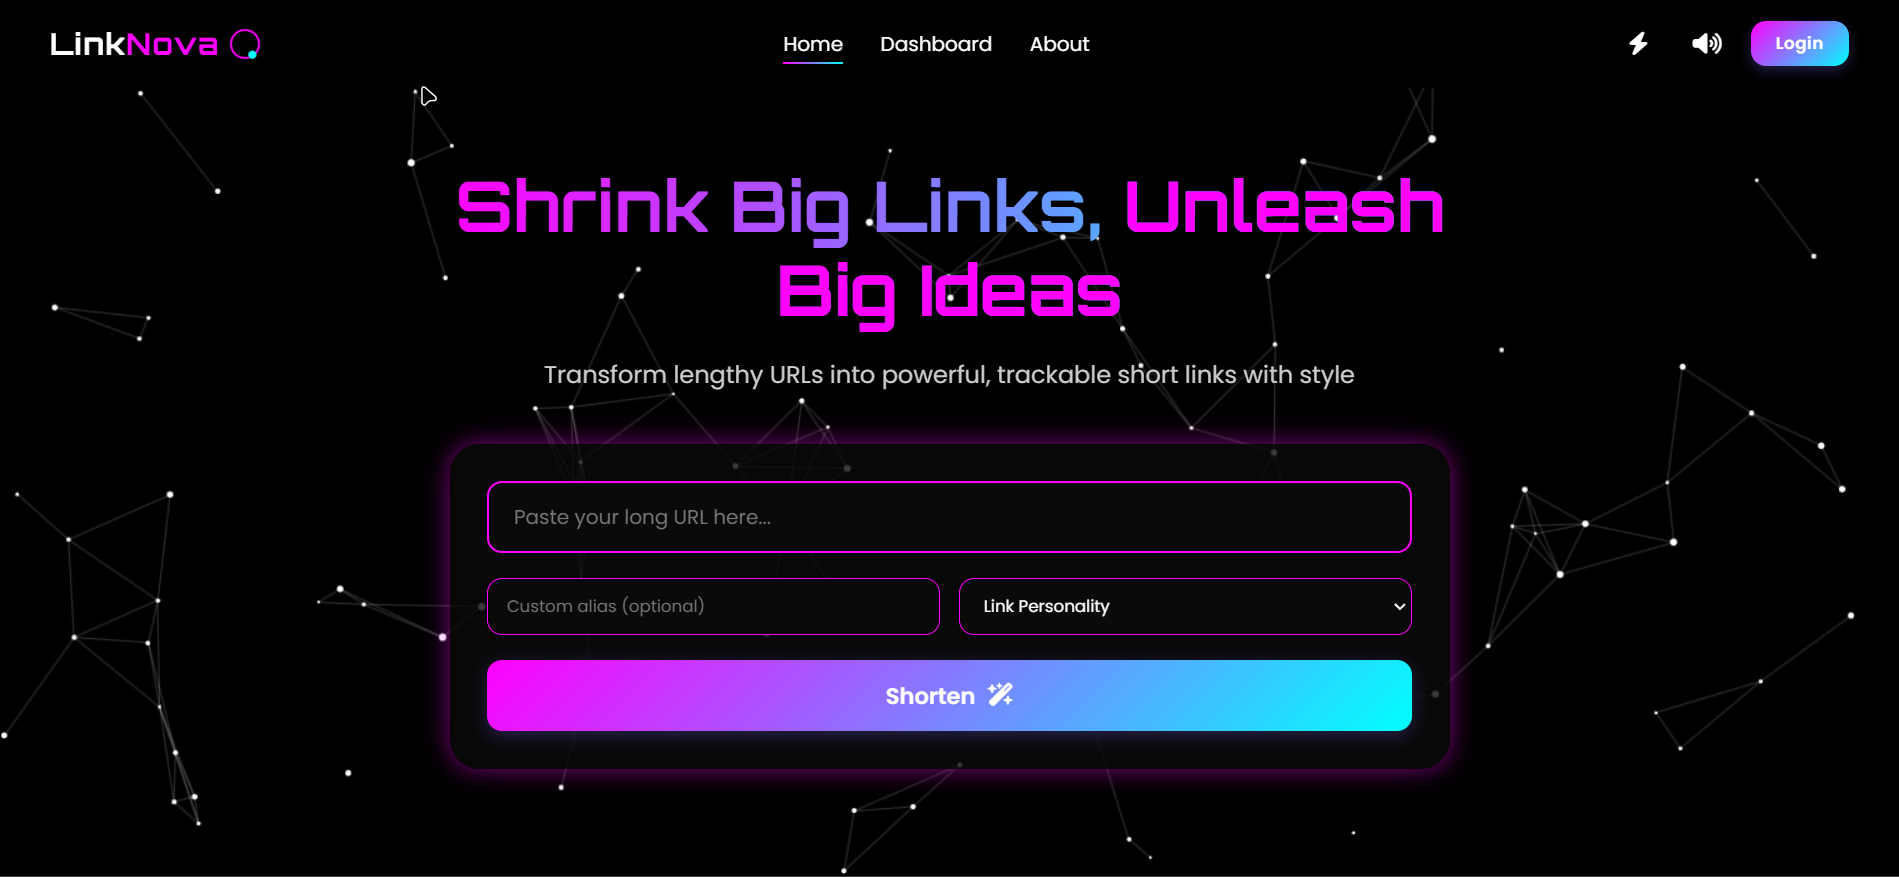 LinkNova
Home Dashboard About
Login
Shrink Big Links, Unleash
Big Ideas
Transform lengthy URLs into powerful, trackable short links with style
Paste your long URL here...
Custom alias (optional)
Link Personality
Shorten